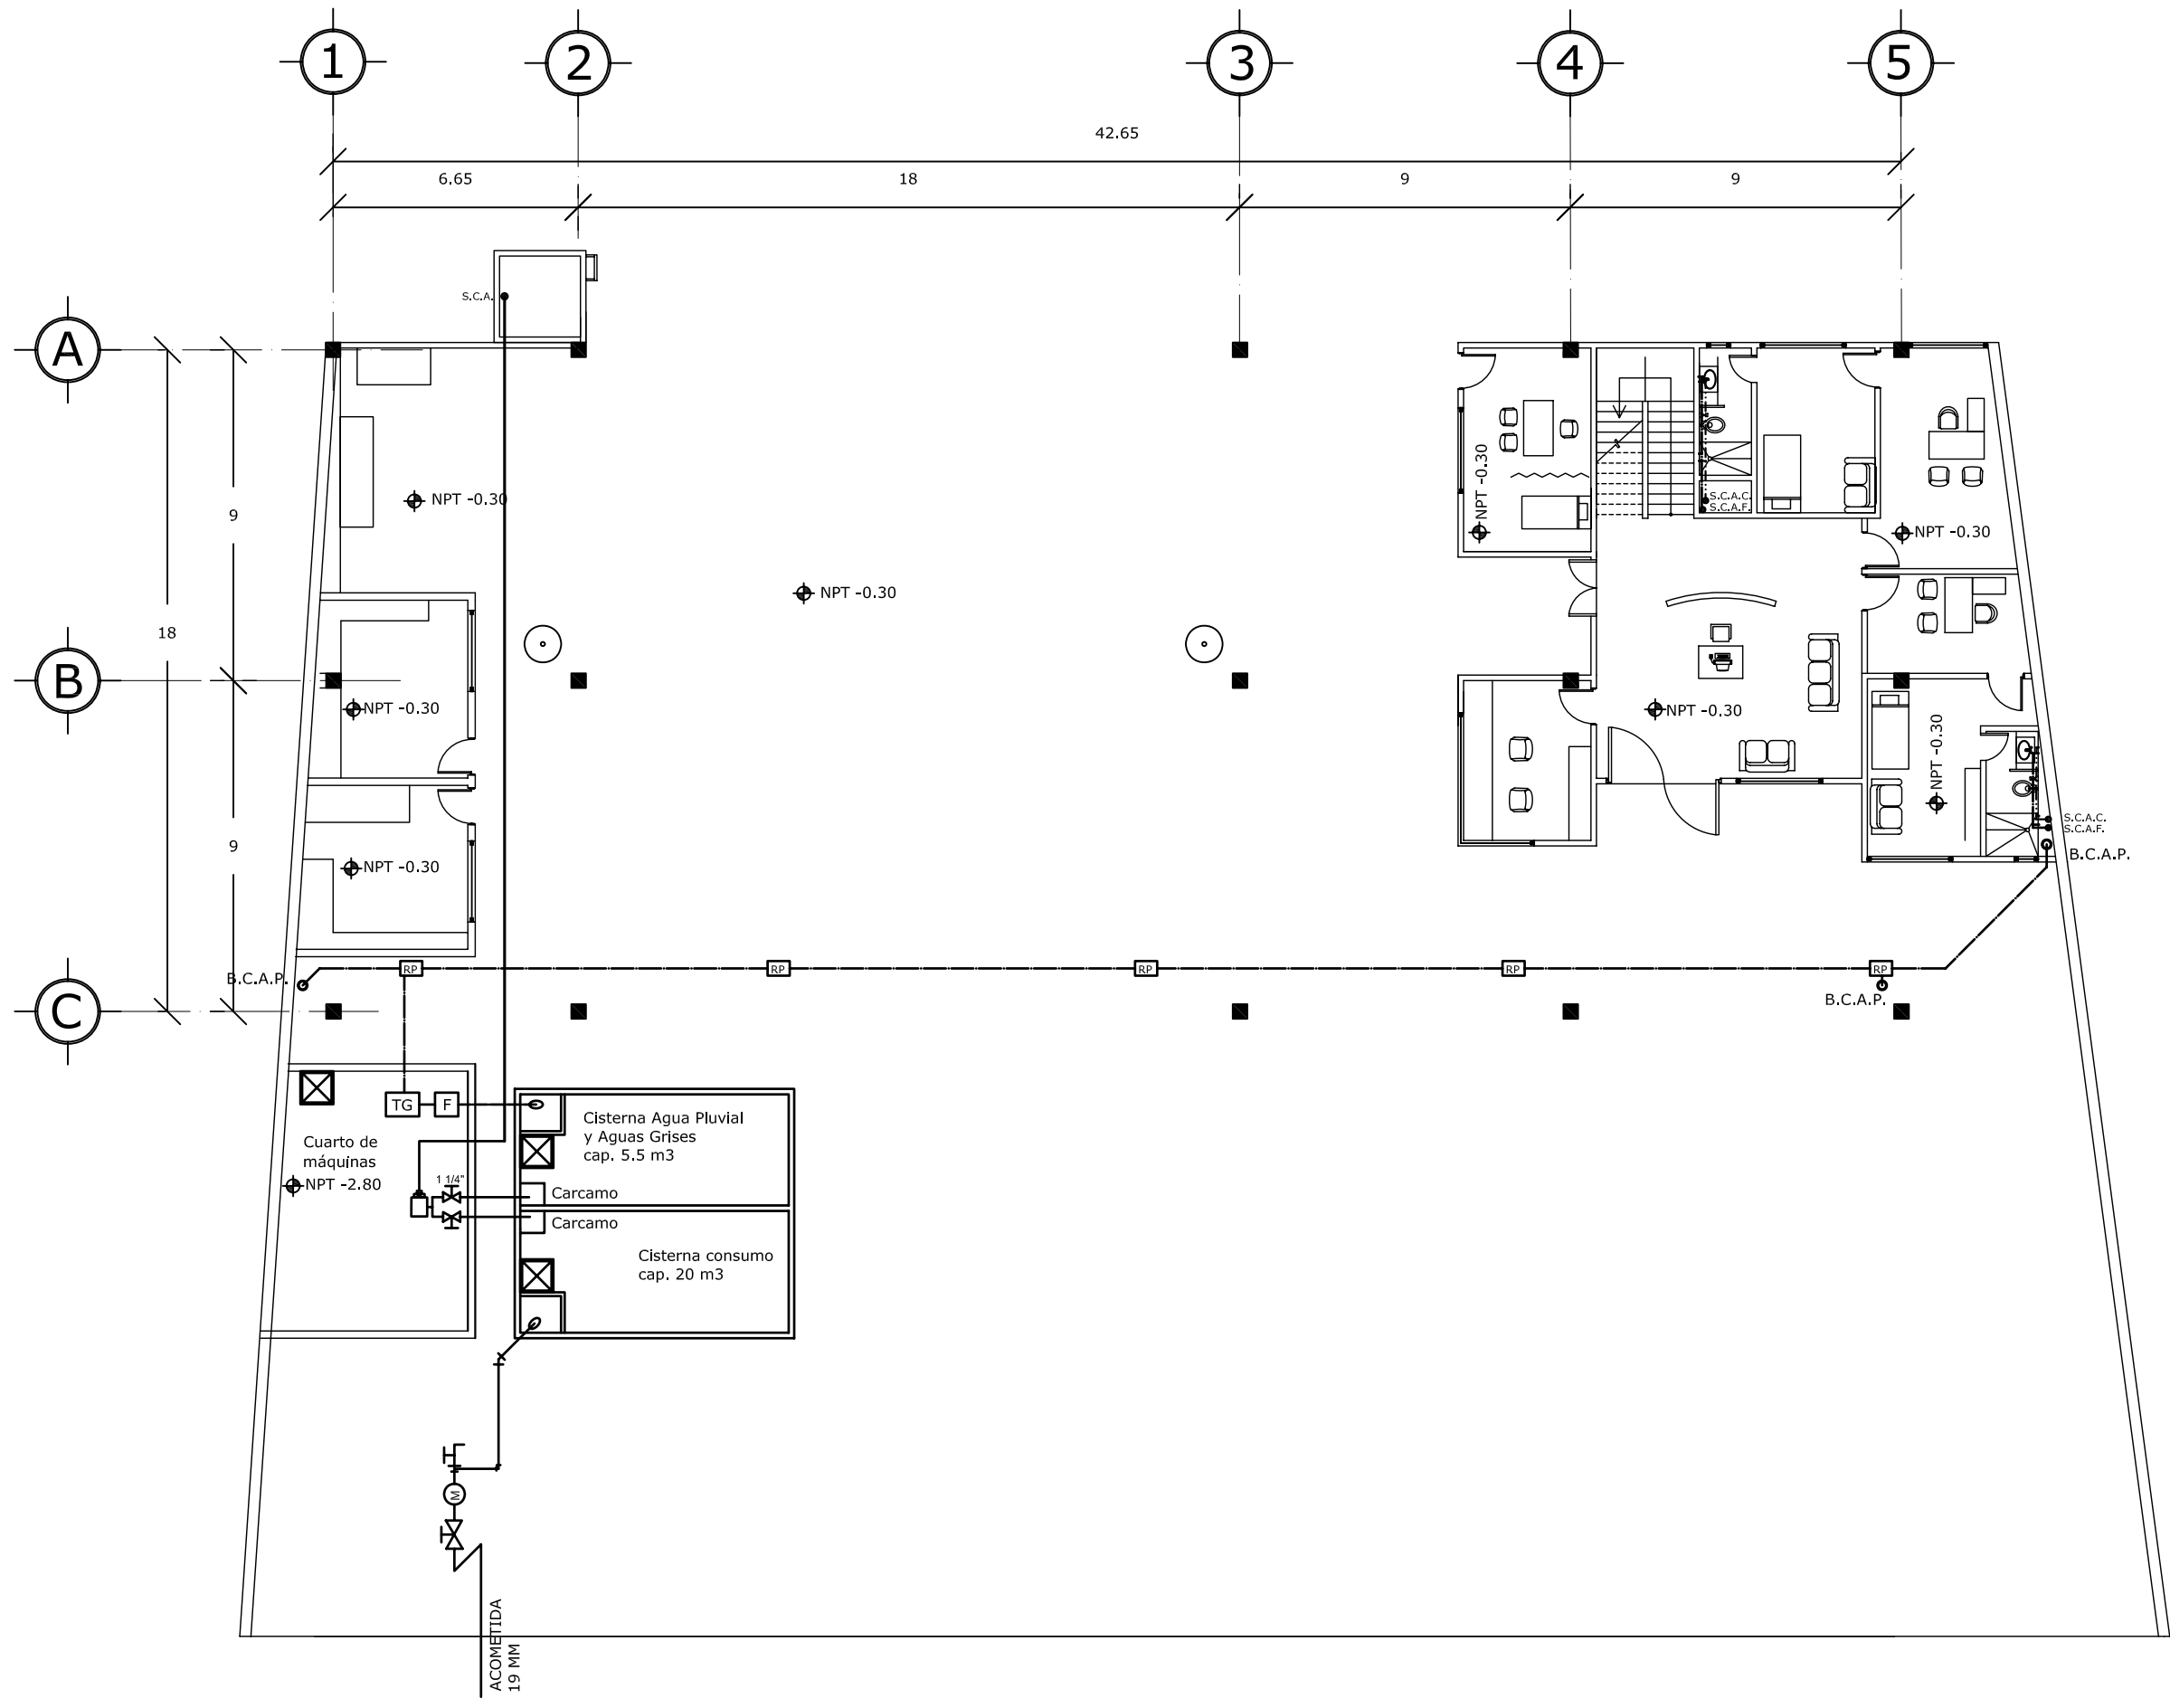 1
2
3
4
5
42.65
6.65
18
9
9
S.C.A.
A
NPT -0.30
NPT -0.30
S.C.A.C.
S.C.A.F.
9
NPT -0.30
NPT -0.30
18
B
NPT -0.30
NPT -0.30
NPT -0.30
S.C.A.C.
S.C.A.F.
9
B.C.A.P.
NPT -0.30
B.C.A.P.
RP
RP
RP
RP
RP
B.C.A.P.
C
TG
F
Cisterna Agua Pluvial
y Aguas Grises
cap. 5.5 m3
Cuarto de
máquinas
NPT -2.80
1 1/4"
Carcamo
Carcamo
Cisterna consumo
cap. 20 m3
M
ACOMETIDA
19 MM